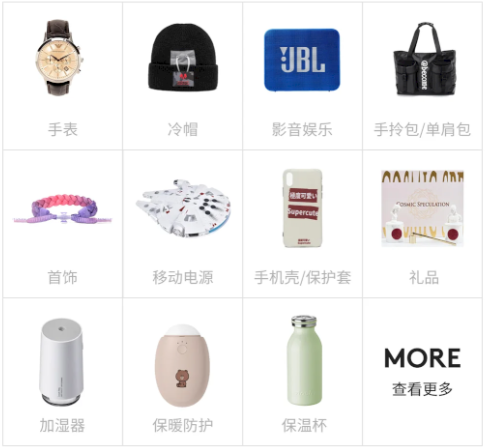 手表
冷帽
JBL
影音娱乐
手拎包/单肩包
首饰
移动电源
Supercute
手机壳/保护套
COSMIC SPECULATION
礼品
加湿器
保暖防护
保温杯
MORE
查看更多